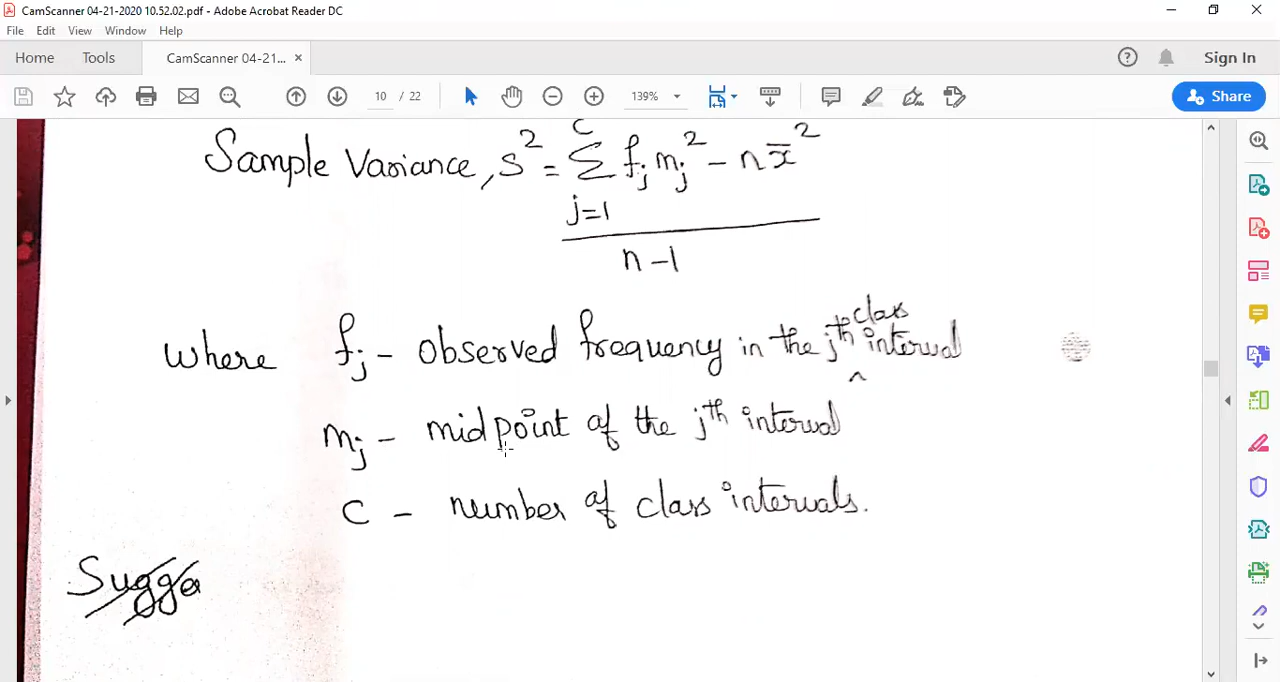 CamScanner 04-21-2020 10.52.02.pdf - Adobe Acrobat Reader DC
File Edit View Window Help
Home Tools CamScanner 04-21... × Sign In
10 / 22 139% Share
C
Sample Variance, S² = Σ fⱼ mⱼ² - n x̄²
j=1
n-1
where fⱼ - observed frequency in the jth class interval
mⱼ - midpoint of the jth interval
C - number of class intervals.
Sugge